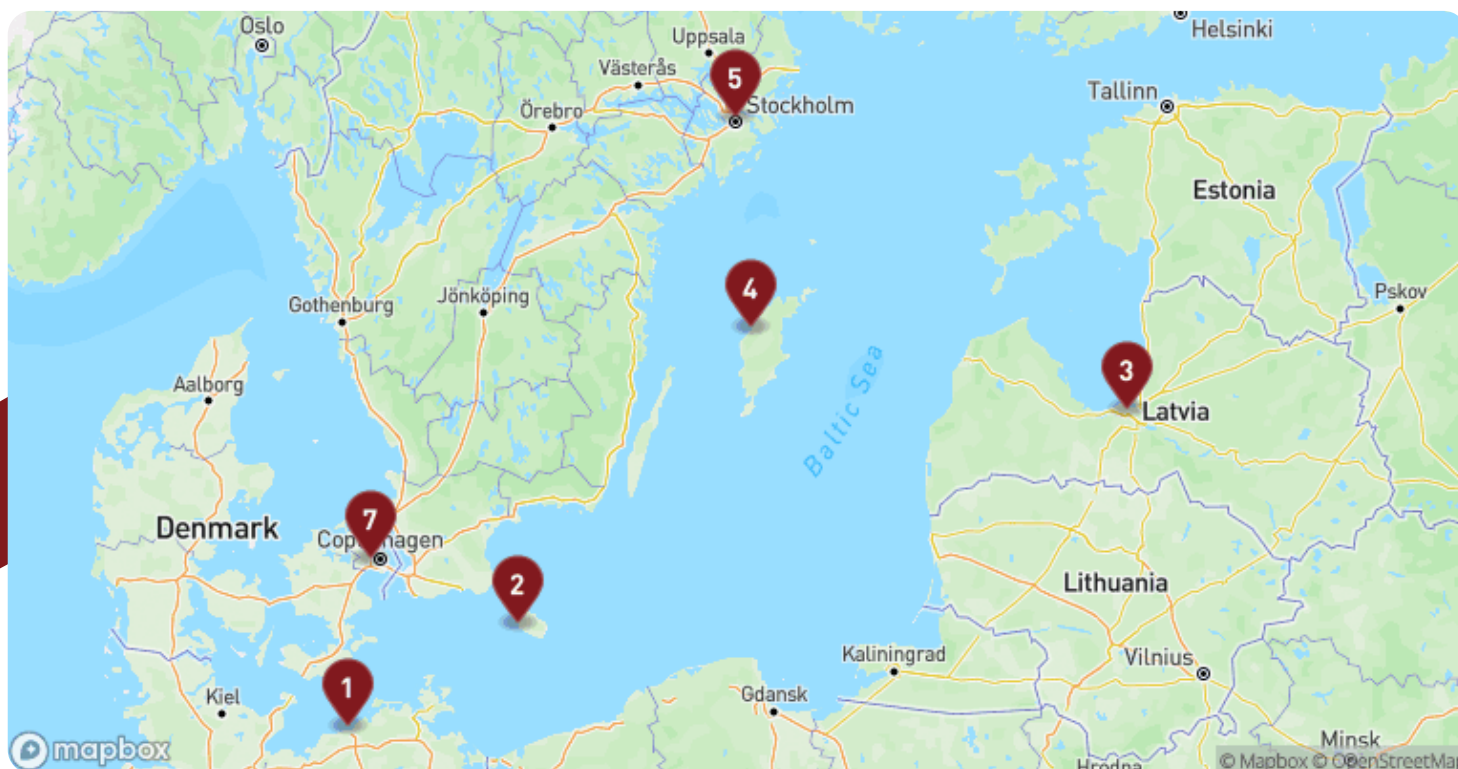 Oslo
Helsinki
Uppsala
Västerås
5
Stockholm
Tallinn
Örebro
Estonia
4
Pskov
Gothenburg
Jönköping
Baltic Sea
3
Latvia
Aalborg
Denmark
7
Copenhagen
2
Lithuania
Kaliningrad
Vilnius
1
Kiel
Gdansk
Minsk
mapbox
© Mapbox © OpenStreetMap